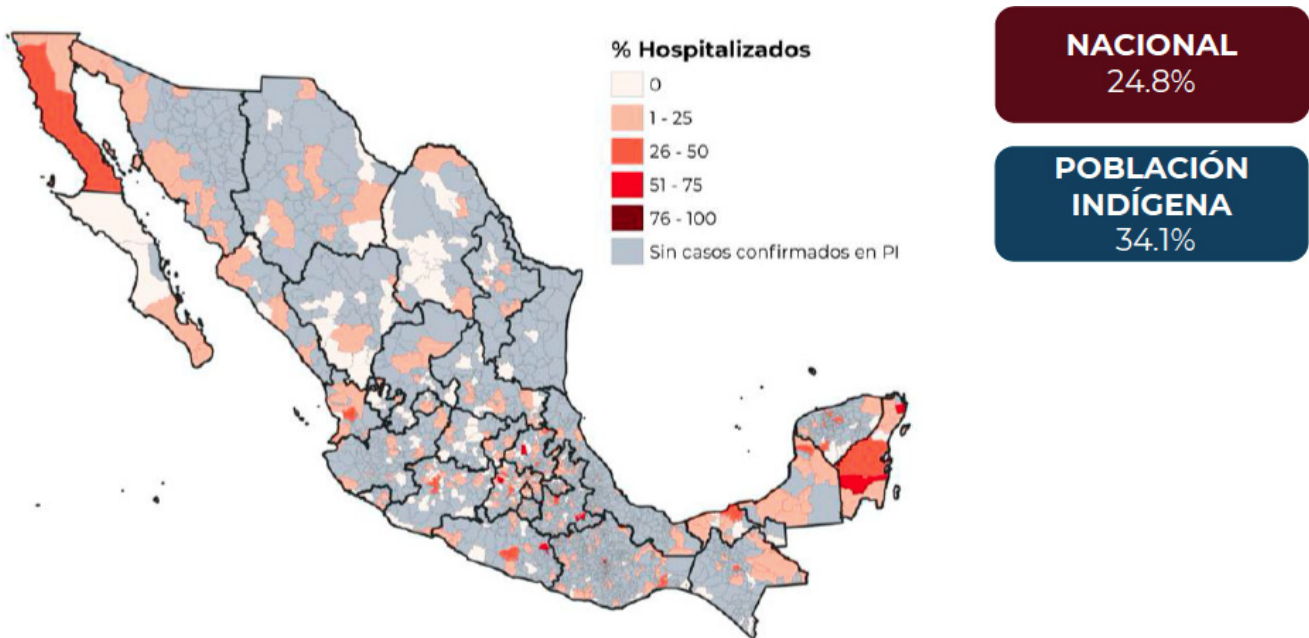 % Hospitalizados
0
1 - 25
26 - 50
51 - 75
76 - 100
Sin casos confirmados en PI
NACIONAL
24.8%
POBLACIÓN
INDÍGENA
34.1%